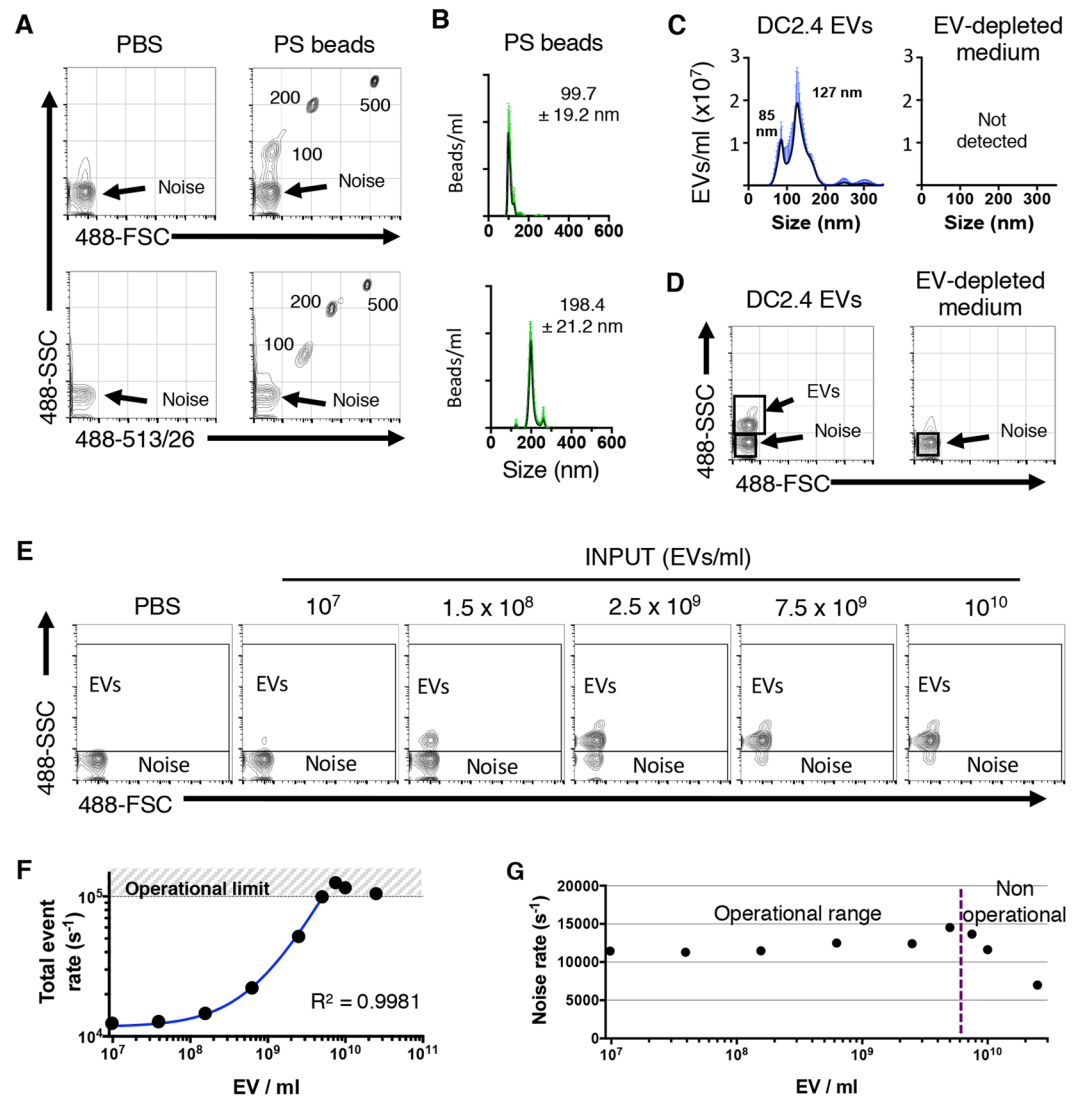 A
PBS
PS beads
200
500
100
Noise
Noise
488-FSC
200
500
100
Noise
Noise
488-513/26
488-SSC
B
PS beads
99.7
± 19.2 nm
Beads/ml
0 200 400 600
198.4
± 21.2 nm
Beads/ml
0 200 400 600
Size (nm)
C
DC2.4 EVs
EV-depleted
medium
EVs/ml (x10⁷)
3
2
1
85
nm
127 nm
0 100 200 300
Size (nm)
3
2
1
Not
detected
0 100 200 300
Size (nm)
D
DC2.4 EVs
EV-depleted
medium
488-SSC
EVs
Noise
Noise
488-FSC
E
INPUT (EVs/ml)
PBS
10⁷
1.5 x 10⁸
2.5 x 10⁹
7.5 x 10⁹
10¹⁰
488-SSC
EVs
EVs
EVs
EVs
EVs
EVs
Noise
Noise
Noise
Noise
Noise
Noise
488-FSC
F
Operational limit
10⁵
10⁴
Total event
rate (s⁻¹)
R² = 0.9981
10⁷ 10⁸ 10⁹ 10¹⁰ 10¹¹
EV / ml
G
Noise rate (s⁻¹)
20000
15000
10000
5000
0
Operational range
Non
operational
10⁷ 10⁸ 10⁹ 10¹⁰
EV / ml